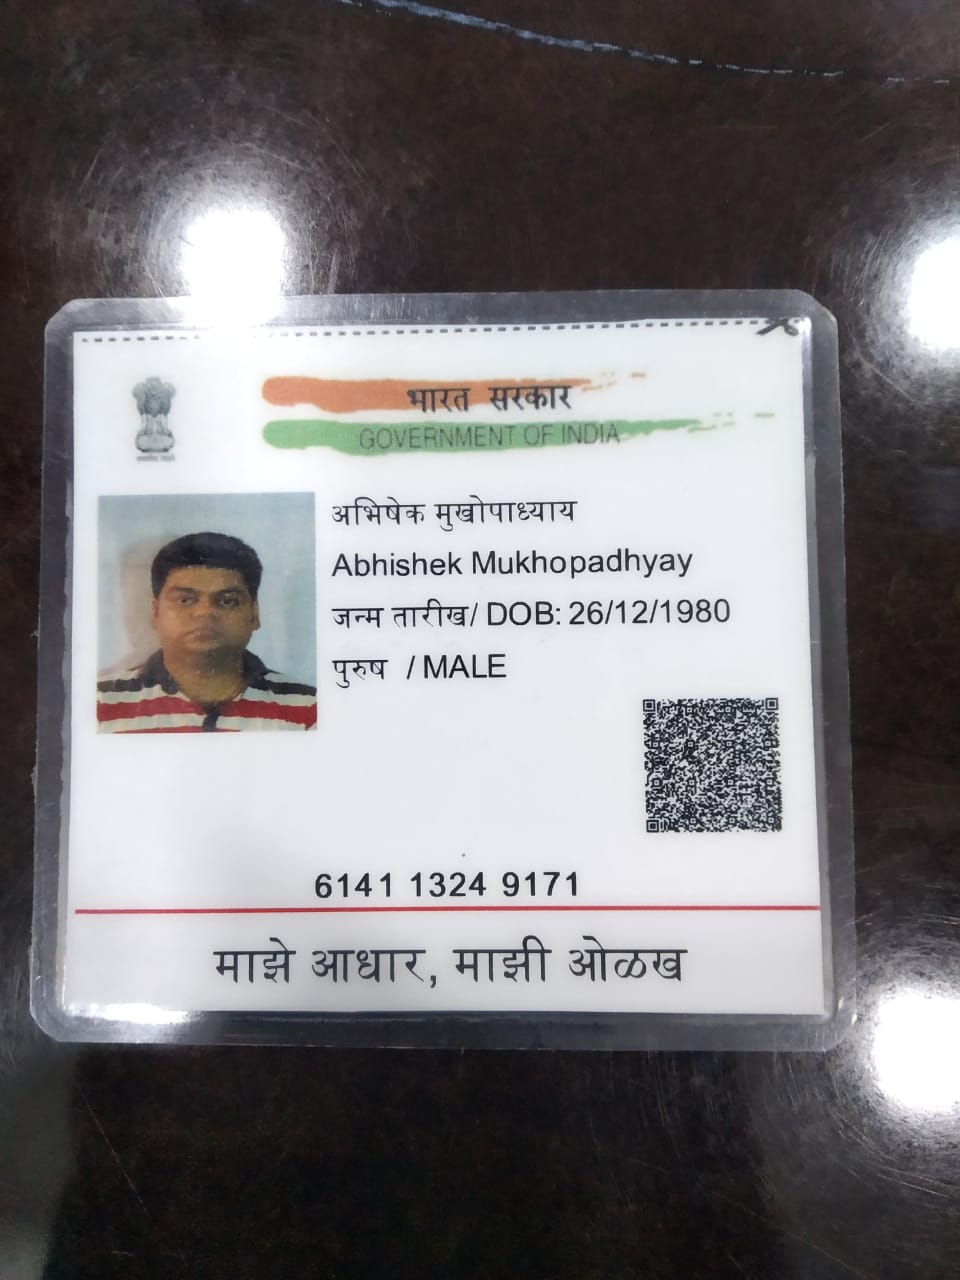 भारत सरकार
GOVERNMENT OF INDIA
अभिषेक मुखोपाध्याय
Abhishek Mukhopadhyay
जन्म तारीख/ DOB: 26/12/1980
पुरुष / MALE
6141 1324 9171
माझे आधार, माझी ओळख